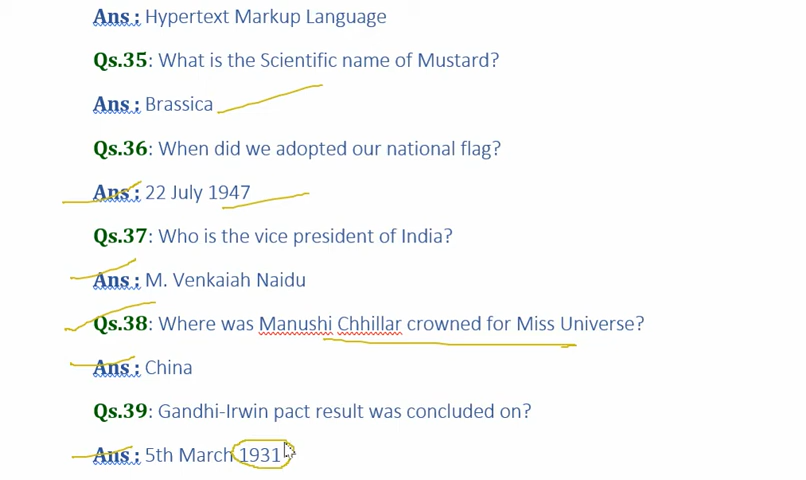 Ans : Hypertext Markup Language
Qs.35: What is the Scientific name of Mustard?
Ans : Brassica
Qs.36: When did we adopted our national flag?
Ans : 22 July 1947
Qs.37: Who is the vice president of India?
Ans : M. Venkaiah Naidu
Qs.38: Where was Manushi Chhillar crowned for Miss Universe?
Ans : China
Qs.39: Gandhi-Irwin pact result was concluded on?
Ans : 5th March 1931